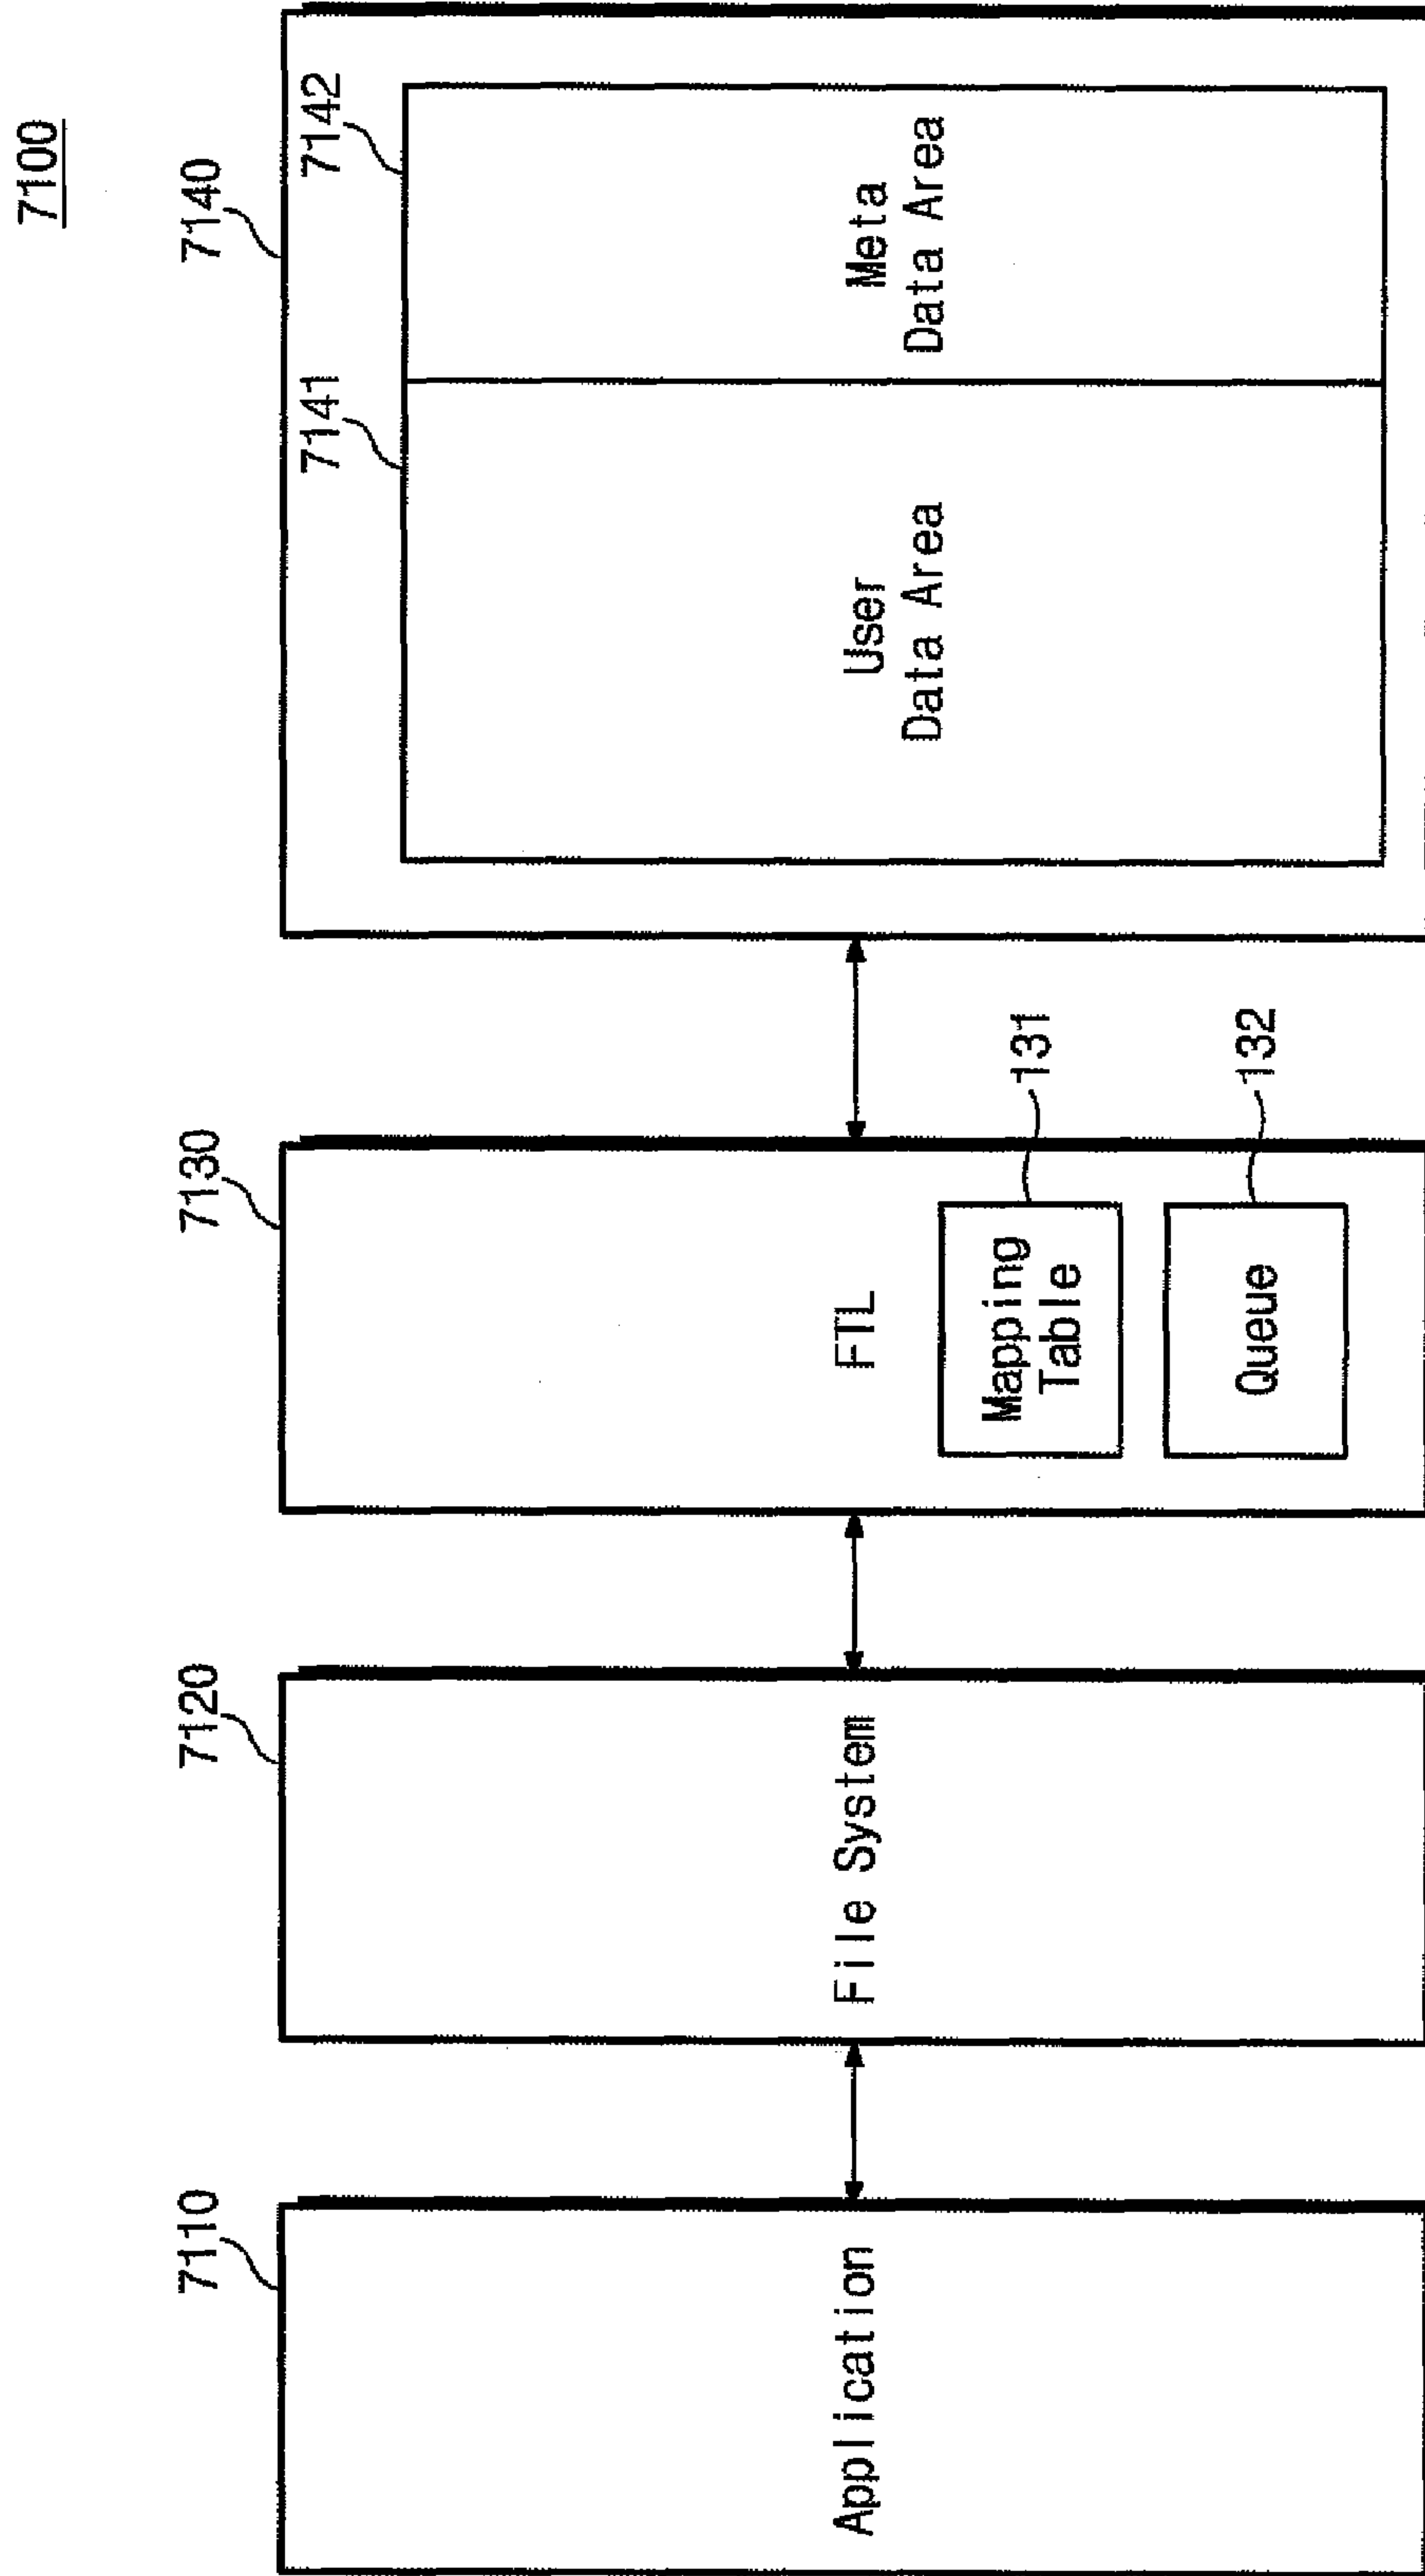 7100
7110
7120
7130
7140
7141
7142
Application
File System
FTL
User
Data Area
Meta
Data Area
Mapping
Table
131
Queue
132